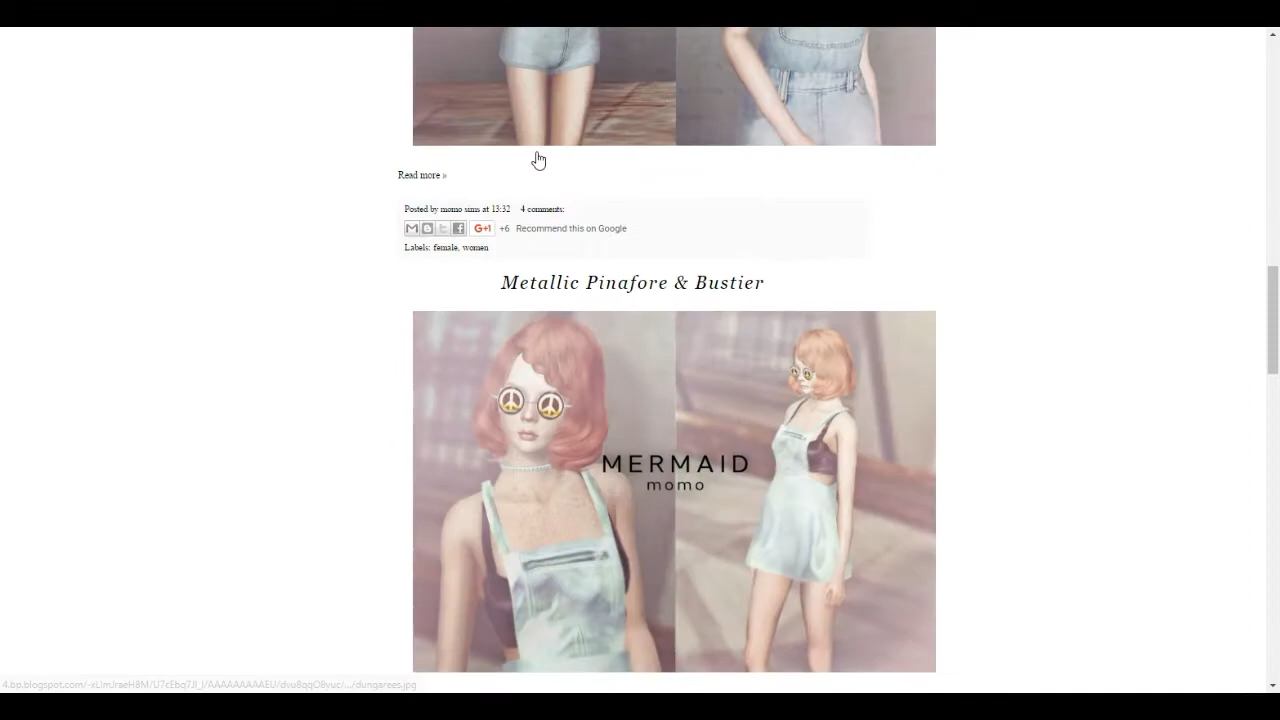 Read more »
Posted by momo sims at 13:32 4 comments:
G+1 +6 Recommend this on Google
Labels: female, women
Metallic Pinafore & Bustier
MERMAID
momo